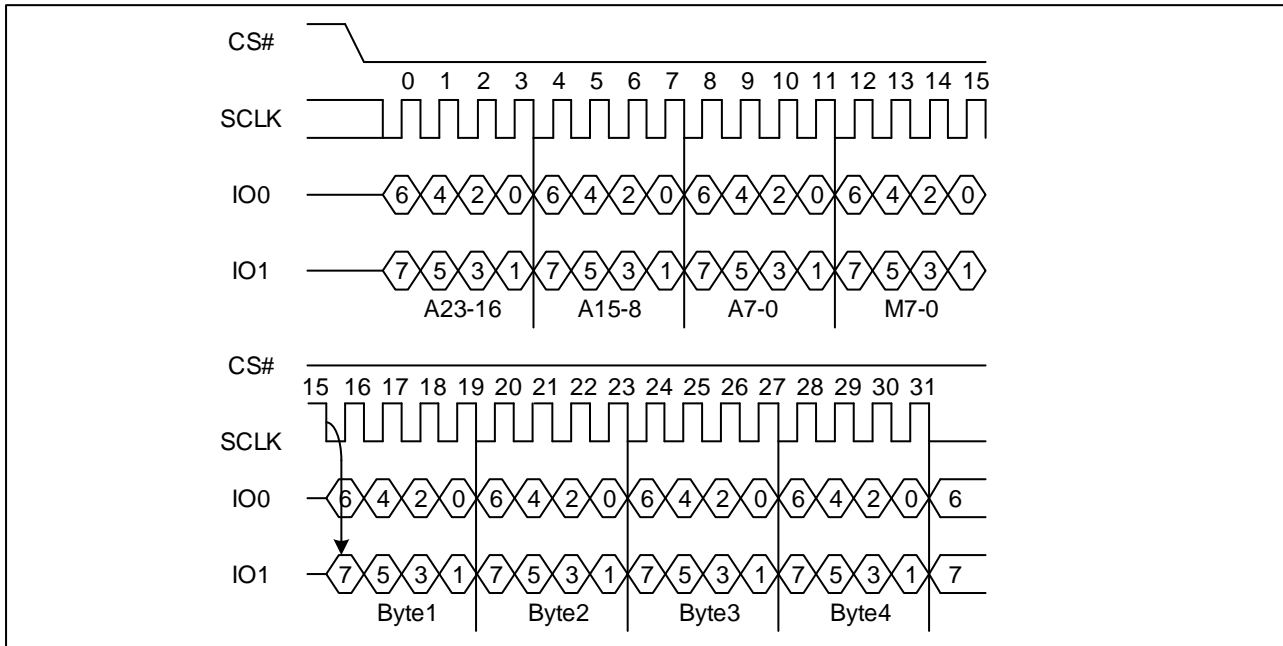 CS#
0 1 2 3 4 5 6 7 8 9 10 11 12 13 14 15
SCLK
IO0 6 4 2 0 6 4 2 0 6 4 2 0 6 4 2 0
IO1 7 5 3 1 7 5 3 1 7 5 3 1 7 5 3 1
A23-16 A15-8 A7-0 M7-0
CS#
15 16 17 18 19 20 21 22 23 24 25 26 27 28 29 30 31
SCLK
IO0 6 4 2 0 6 4 2 0 6 4 2 0 6 4 2 0 6
IO1 7 5 3 1 7 5 3 1 7 5 3 1 7 5 3 1 7
Byte1 Byte2 Byte3 Byte4